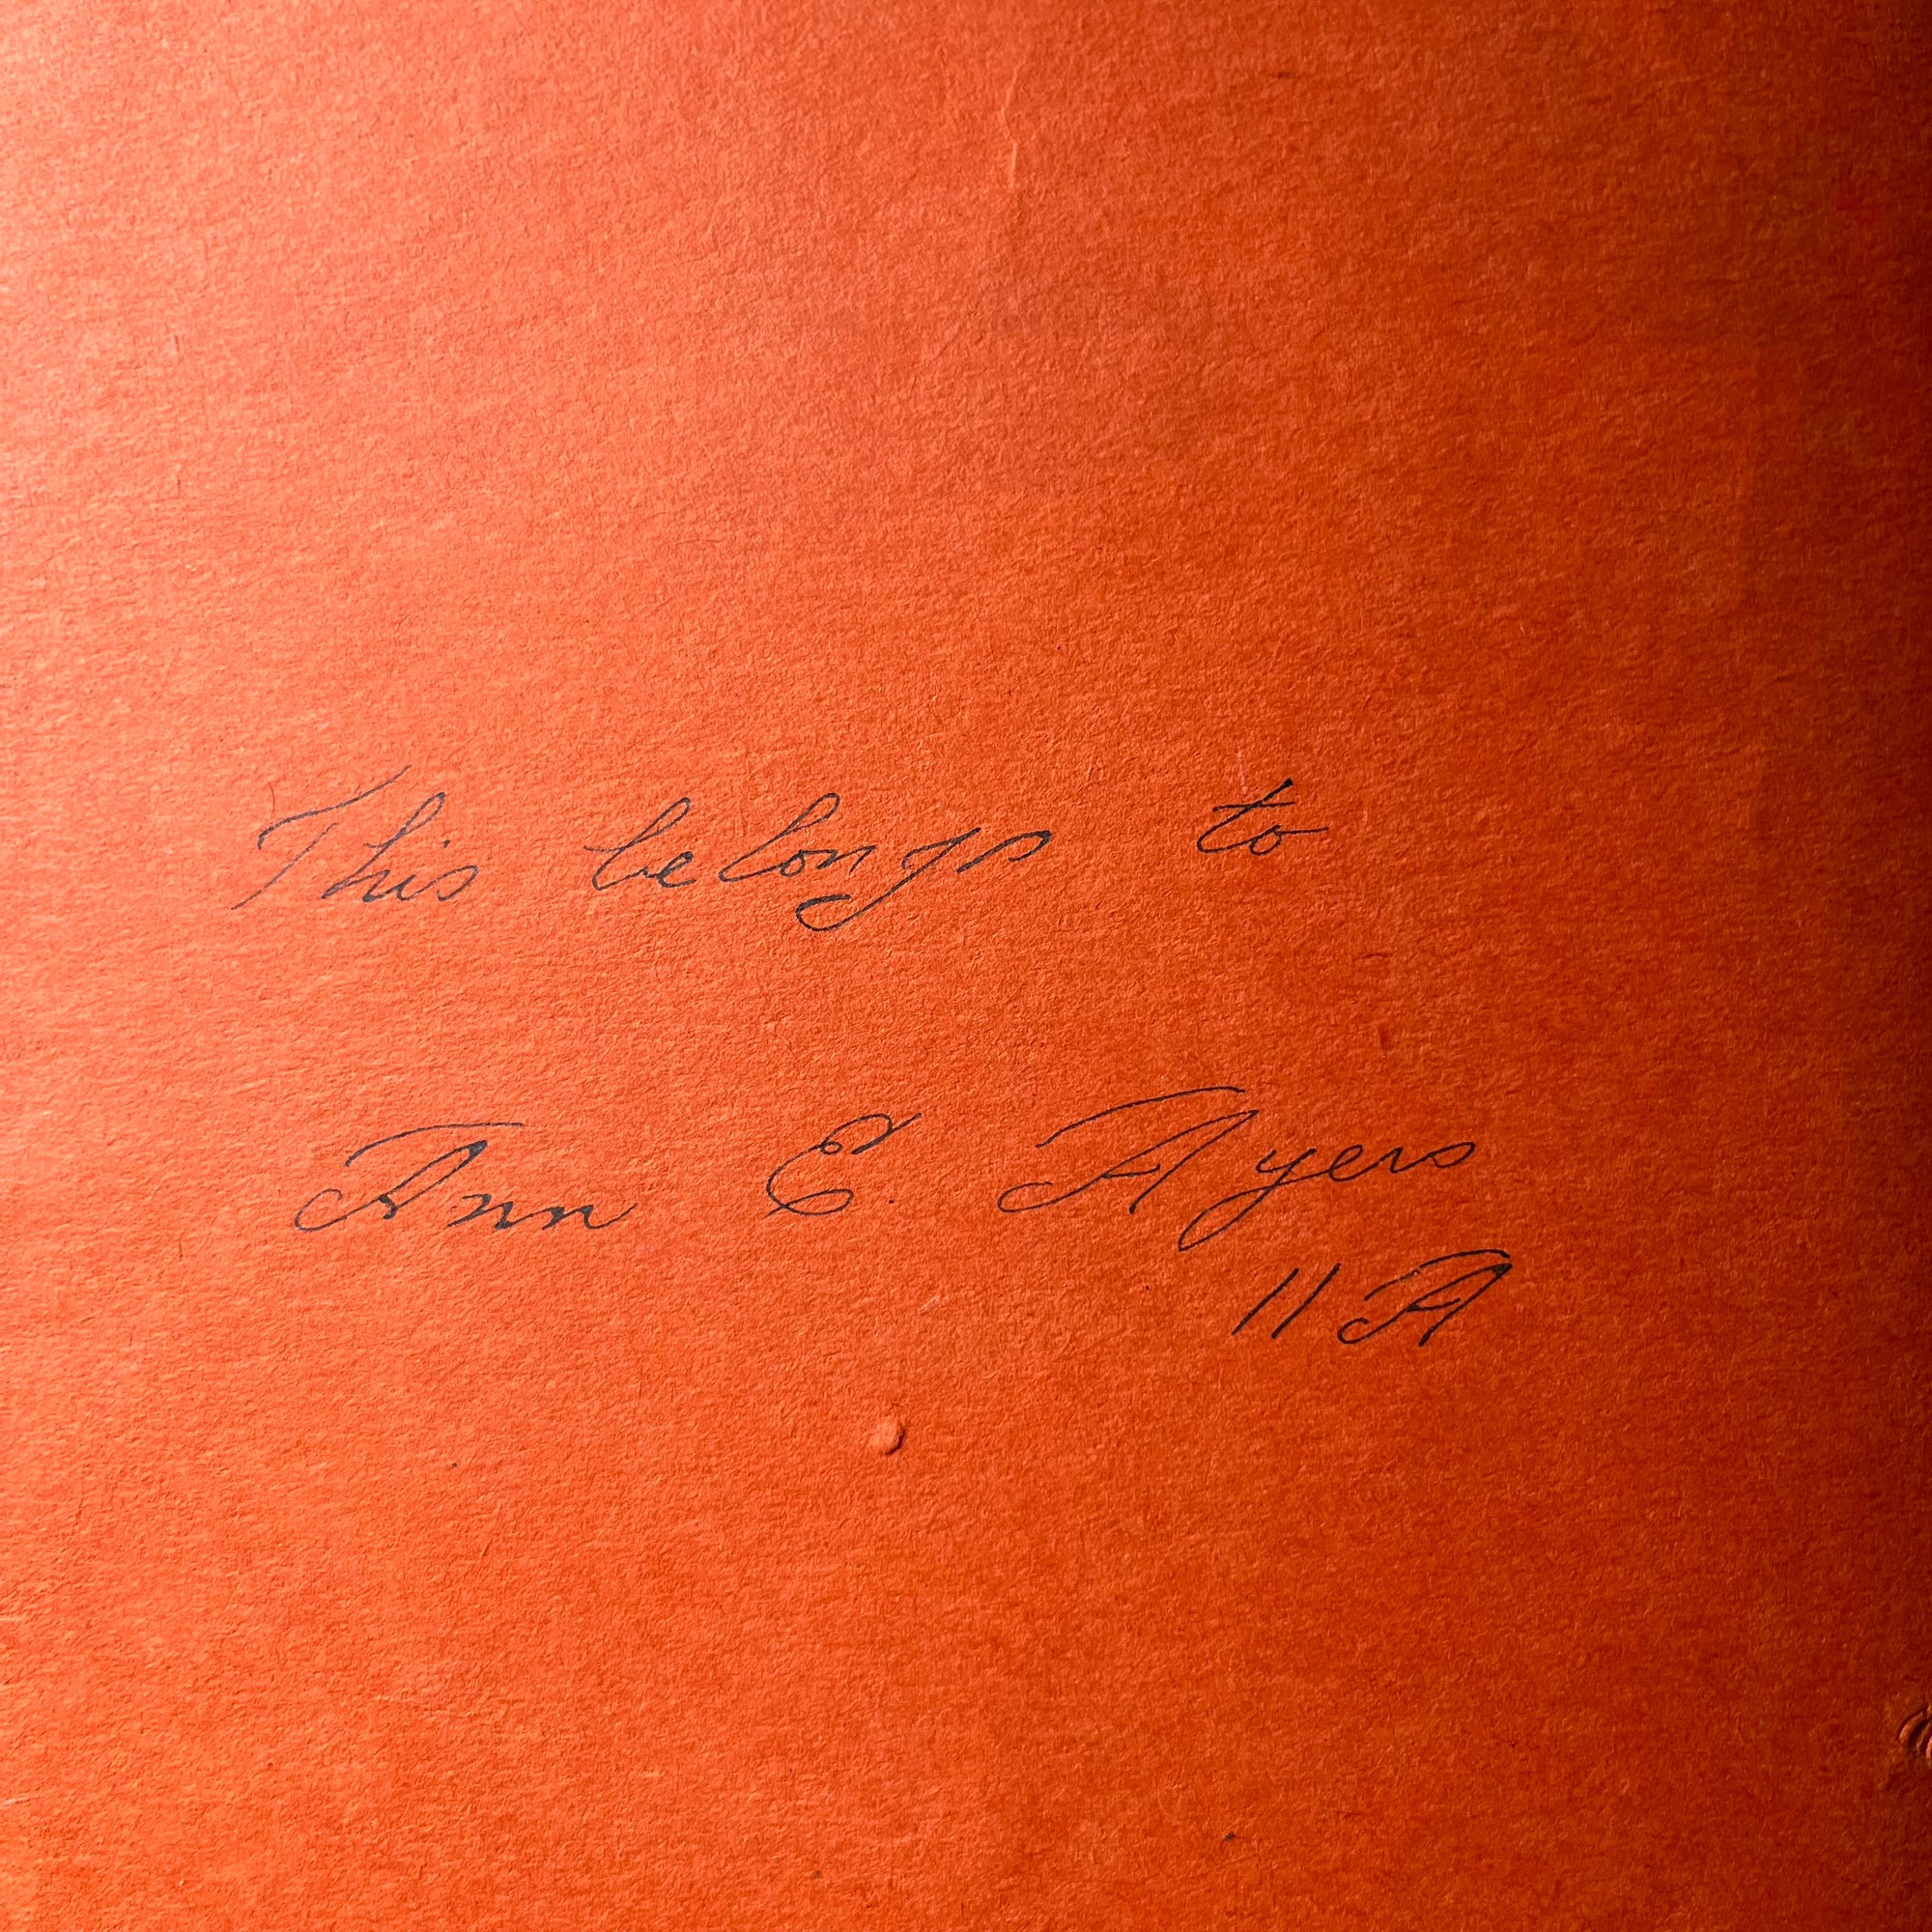 This belongs to
Ann E. Ayers
11A